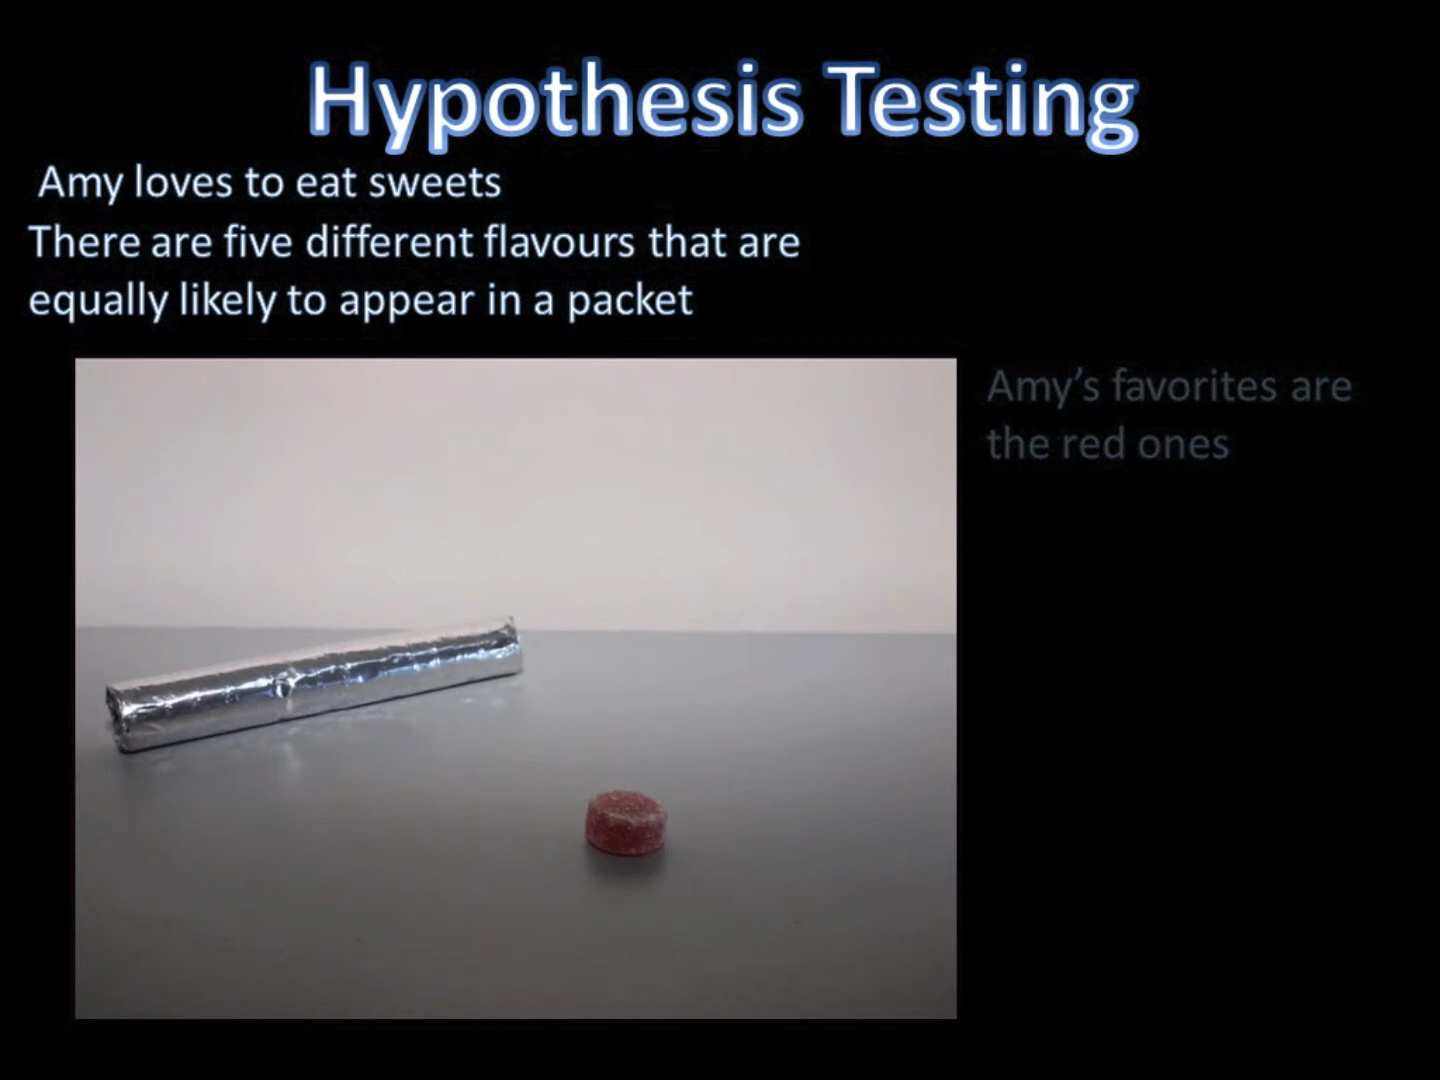 Hypothesis Testing
Amy loves to eat sweets
There are five different flavours that are
equally likely to appear in a packet
Amy’s favorites are
the red ones